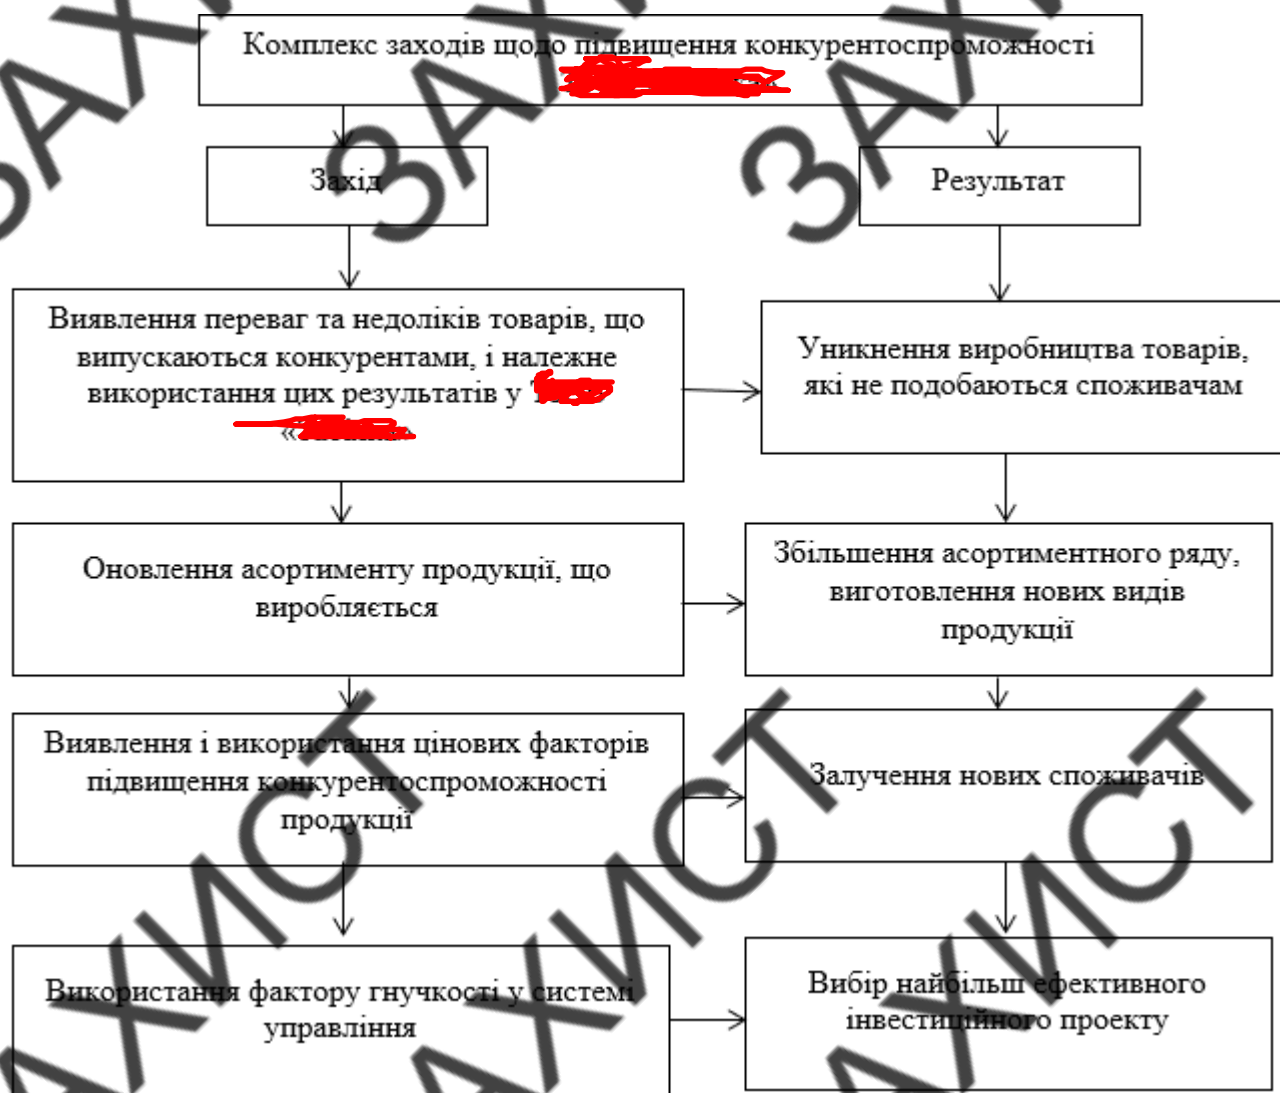 Комплекс заходів щодо підвищення конкурентоспроможності
Захід
Результат
Виявлення переваг та недоліків товарів, що
випускаються конкурентами, і належне
використання цих результатів у
«
Уникнення виробництва товарів,
які не подобаються споживачам
Оновлення асортименту продукції, що
виробляється
Збільшення асортиментного ряду,
виготовлення нових видів
продукції
Виявлення і використання цінових факторів
підвищення конкурентоспроможності
продукції
Залучення нових споживачів
Використання фактору гнучкості у системі
управління
Вибір найбільш ефективного
інвестиційного проекту
ЗАХИСТ
ЗАХИСТ
ЗАХИСТ